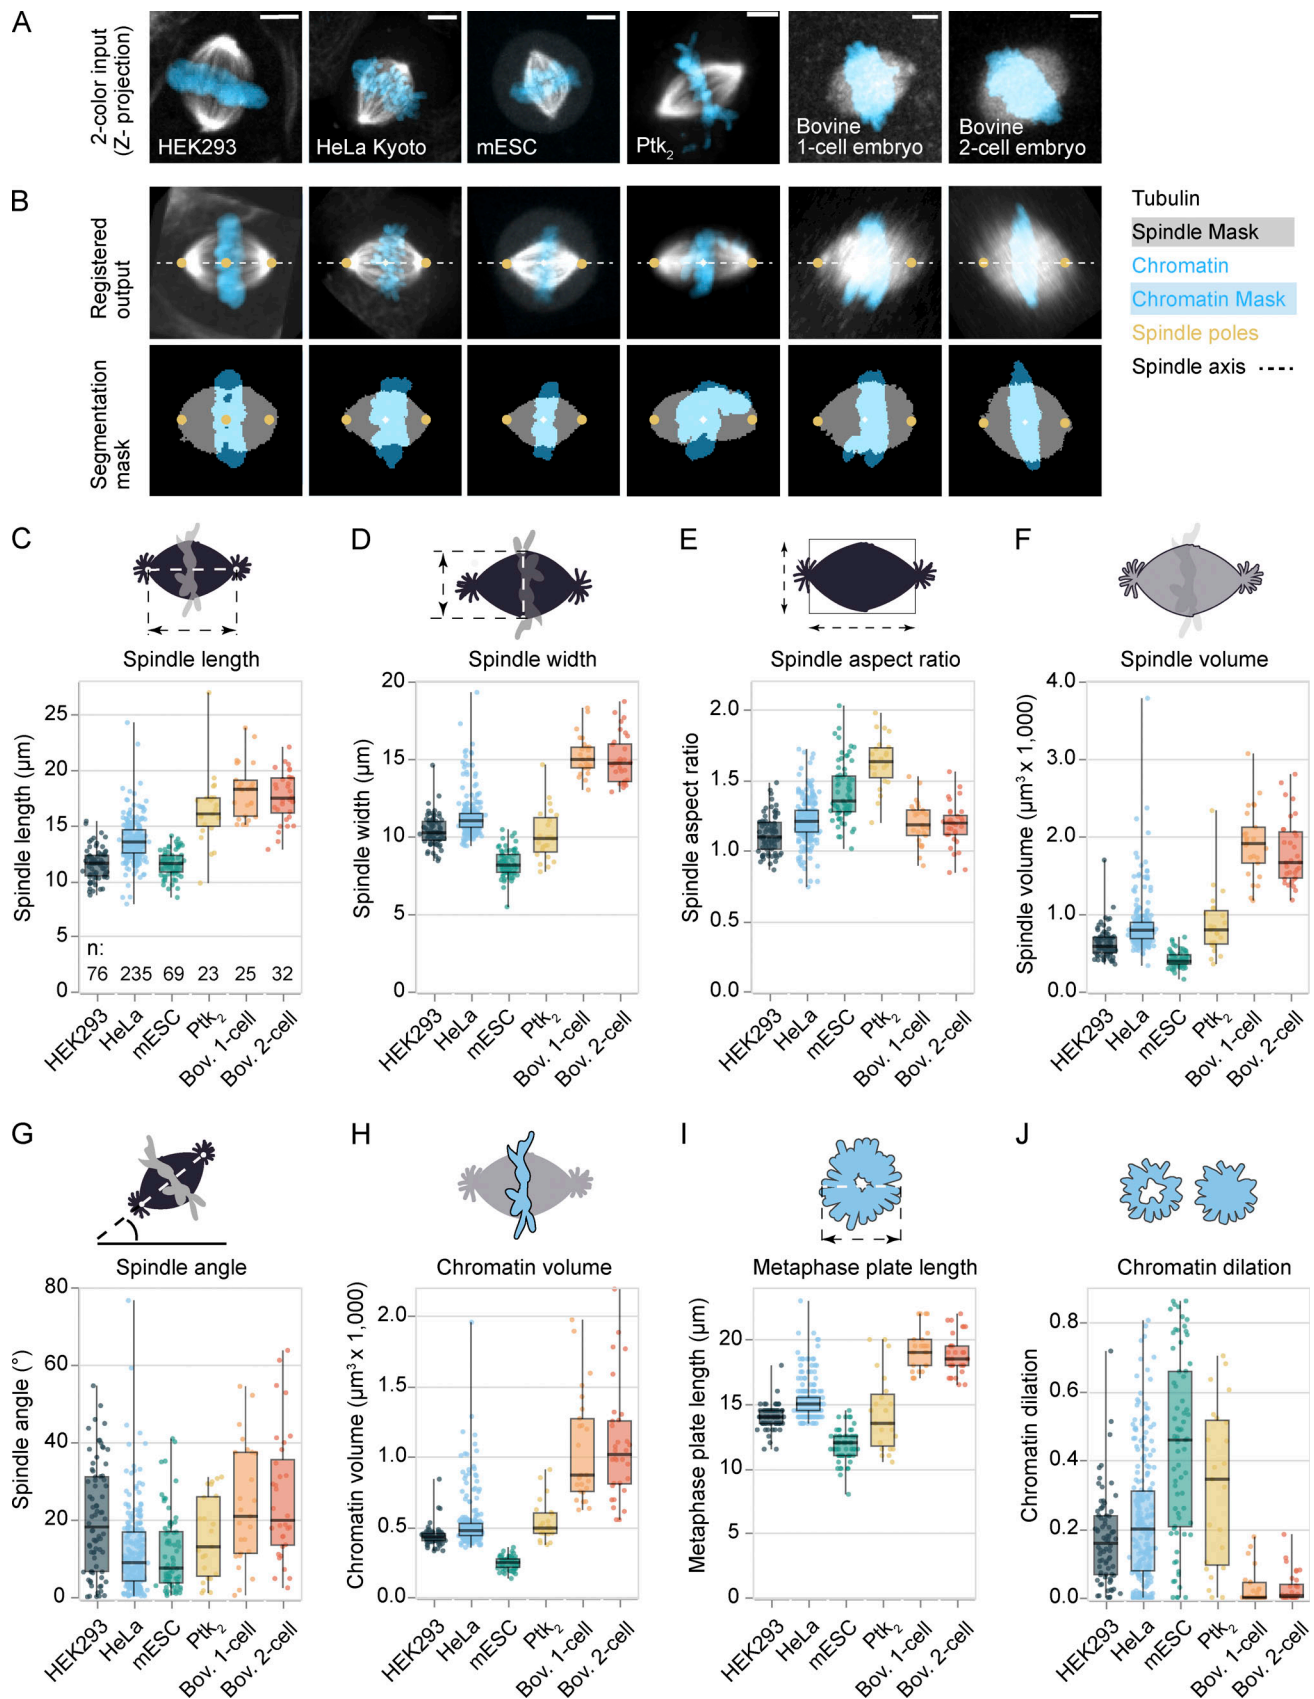 A
2-color input
(Z- projection)
HEK293
HeLa Kyoto
mESC
Ptk2
Bovine
1-cell embryo
Bovine
2-cell embryo
B
Registered
output
Segmentation
mask
Tubulin
Spindle Mask
Chromatin
Chromatin Mask
Spindle poles
Spindle axis
C
Spindle length
Spindle length (µm)
25
20
15
10
5
0
n:
76 235 69 23 25 32
HEK293 HeLa mESC Ptk2 Bov. 1-cell Bov. 2-cell
D
Spindle width
Spindle width (µm)
20
15
10
5
0
HEK293 HeLa mESC Ptk2 Bov. 1-cell Bov. 2-cell
E
Spindle aspect ratio
Spindle aspect ratio
2.0
1.5
1.0
0.5
0.0
HEK293 HeLa mESC Ptk2 Bov. 1-cell Bov. 2-cell
F
Spindle volume
Spindle volume (µm³ x 1,000)
4.0
3.0
2.0
1.0
0.0
HEK293 HeLa mESC Ptk2 Bov. 1-cell Bov. 2-cell
G
Spindle angle
Spindle angle (°)
80
60
40
20
0
HEK293 HeLa mESC Ptk2 Bov. 1-cell Bov. 2-cell
H
Chromatin volume
Chromatin volume (µm³ x 1,000)
2.0
1.5
1.0
0.5
0.0
HEK293 HeLa mESC Ptk2 Bov. 1-cell Bov. 2-cell
I
Metaphase plate length
Metaphase plate length (µm)
20
15
10
5
0
HEK293 HeLa mESC Ptk2 Bov. 1-cell Bov. 2-cell
J
Chromatin dilation
Chromatin dilation
0.8
0.6
0.4
0.2
0.0
HEK293 HeLa mESC Ptk2 Bov. 1-cell Bov. 2-cell